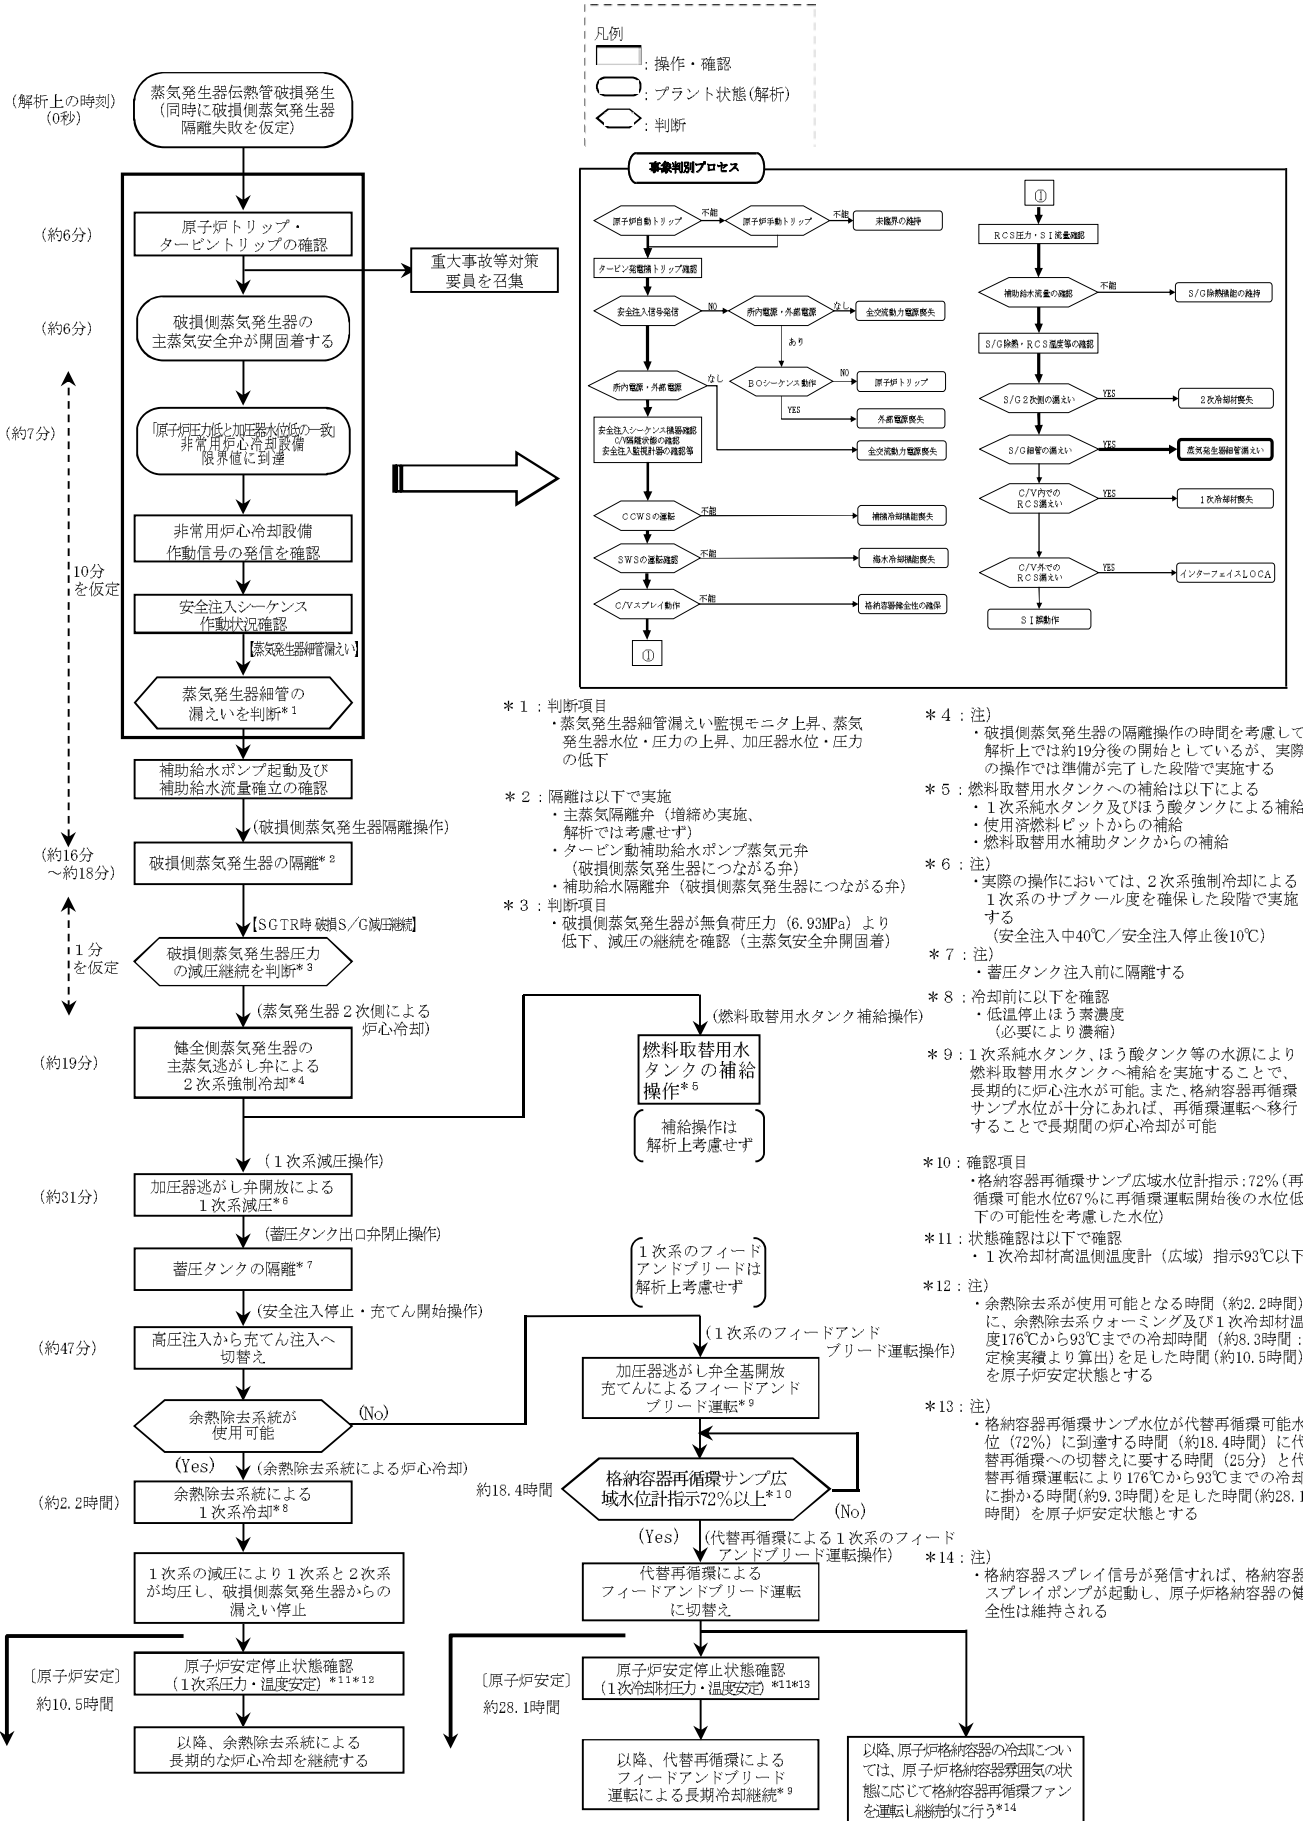 凡例
：操作・確認
：プラント状態(解析)
：判断
(解析上の時刻)
(0秒)
蒸気発生器伝熱管破損発生
(同時に破損側蒸気発生器
隔離失敗を仮定)
(約6分)
原子炉トリップ・
タービントリップの確認
重大事故等対策
要員を召集
(約6分)
破損側蒸気発生器の
主蒸気安全弁が開固着する
(約7分)
「原子炉圧力低と加圧器水位低の一致」
非常用炉心冷却設備
限界値に到達
非常用炉心冷却設備
作動信号の発信を確認
10分
を仮定
安全注入シーケンス
作動状況確認
【蒸気発生器細管漏えい】
蒸気発生器細管の
漏えいを判断*1
補助給水ポンプ起動及び
補助給水流量確立の確認
(破損側蒸気発生器隔離操作)
(約16分
～約18分)
破損側蒸気発生器の隔離*2
【SGTR時 破損S／G減圧継続】
1分
を仮定
破損側蒸気発生器圧力
の減圧継続を判断*3
(蒸気発生器2次側による
炉心冷却)
(約19分)
健全側蒸気発生器の
主蒸気逃がし弁による
2次系強制冷却*4
(燃料取替用水タンク補給操作)
燃料取替用水
タンクの補給
操作*5
補給操作は
解析上考慮せず
(1次系減圧操作)
(約31分)
加圧器逃がし弁開放による
1次系減圧*6
(蓄圧タンク出口弁閉止操作)
蓄圧タンクの隔離*7
(安全注入停止・充てん開始操作)
(約47分)
高圧注入から充てん注入へ
切替え
余熱除去系統が
使用可能
(No)
(Yes)
(余熱除去系統による炉心冷却)
(約2.2時間)
余熱除去系統による
1次系冷却*8
1次系の減圧により1次系と2次系
が均圧し、破損側蒸気発生器からの
漏えい停止
〔原子炉安定〕
約10.5時間
原子炉安定停止状態確認
(1次系圧力・温度安定)*11*12
以降、余熱除去系統による
長期的な炉心冷却を継続する
1次系のフィード
アンドブリードは
解析上考慮せず
(1次系のフィードアンド
ブリード運転操作)
加圧器逃がし弁全基開放
充てんによるフィードアンド
ブリード運転*9
約18.4時間
格納容器再循環サンプ広
域水位計指示72%以上*10
(No)
(Yes)
(代替再循環による1次系のフィード
アンドブリード運転操作)
代替再循環による
フィードアンドブリード運転
に切替え
〔原子炉安定〕
約28.1時間
原子炉安定停止状態確認
(1次冷却材圧力・温度安定)*11*13
以降、代替再循環による
フィードアンドブリード
運転による長期冷却継続*9
以降、原子炉格納容器の冷却につい
ては、原子炉格納容器雰囲気の状
態に応じて格納容器再循環ファン
を運転し継続的に行う*14
事象判別プロセス
原子炉自動トリップ
不能
原子炉手動トリップ
不能
未臨界の維持
タービン発電機トリップ確認
安全注入信号発信
NO
所内電源・外部電源
なし
全交流動力電源喪失
あり
所内電源・外部電源
なし
BOシーケンス動作
NO
原子炉トリップ
YES
外部電源喪失
安全注入シーケンス機器確認
C/V隔離状態の確認
安全注入監視計器の確認等
全交流動力電源喪失
CCWSの運転
不能
補機冷却機能喪失
SWSの運転確認
不能
海水冷却機能喪失
C/Vスプレイ動作
不能
格納容器健全性の確保
①
①
RCS圧力・SI流量確認
補助給水流量の確認
不能
S/G除熱機能の維持
S/G除熱・RCS温度等の確認
S/G2次側の漏えい
YES
2次冷却材喪失
S/G細管の漏えい
YES
蒸気発生器細管漏えい
C/V内での
RCS漏えい
YES
1次冷却材喪失
C/V外での
RCS漏えい
YES
インターフェイスLOCA
SI誤動作
＊1：判断項目
・蒸気発生器細管漏えい監視モニタ上昇、蒸気
発生器水位・圧力の上昇、加圧器水位・圧力
の低下
＊2：隔離は以下で実施
・主蒸気隔離弁（増締め実施、
解析では考慮せず）
・タービン動補助給水ポンプ蒸気元弁
（破損側蒸気発生器につながる弁）
・補助給水隔離弁（破損側蒸気発生器につながる弁）
＊3：判断項目
・破損側蒸気発生器が無負荷圧力（6.93MPa）より
低下、減圧の継続を確認（主蒸気安全弁開固着）
＊4：注）
・破損側蒸気発生器の隔離操作の時間を考慮して
解析上では約19分後の開始としているが、実際
の操作では準備が完了した段階で実施する
＊5：燃料取替用水タンクへの補給は以下による
・1次系純水タンク及びほう酸タンクによる補給
・使用済燃料ピットからの補給
・燃料取替用水補助タンクからの補給
＊6：注）
・実際の操作においては、2次系強制冷却による
1次系のサブクール度を確保した段階で実施
する
（安全注入中40℃／安全注入停止後10℃）
＊7：注）
・蓄圧タンク注入前に隔離する
＊8：冷却前に以下を確認
・低温停止ほう素濃度
（必要により濃縮）
＊9：1次系純水タンク、ほう酸タンク等の水源により
燃料取替用水タンクへ補給を実施することで、
長期的に炉心注水が可能。また、格納容器再循環
サンプ水位が十分にあれば、再循環運転へ移行
することで長期間の炉心冷却が可能
＊10：確認項目
・格納容器再循環サンプ広域水位計指示：72%（再
循環可能水位67%に再循環運転開始後の水位低
下の可能性を考慮した水位）
＊11：状態確認は以下で確認
・1次冷却材高温側温度計（広域）指示93℃以下
＊12：注）
・余熱除去系が使用可能となる時間（約2.2時間）
に、余熱除去系ウォーミング及び1次冷却材温
度176℃から93℃までの冷却時間（約8.3時間：
定検実績より算出）を足した時間（約10.5時間）
を原子炉安定状態とする
＊13：注）
・格納容器再循環サンプ水位が代替再循環可能水
位（72%）に到達する時間（約18.4時間）に代
替再循環への切替えに要する時間（25分）と代
替再循環運転により176℃から93℃までの冷却
に掛かる時間（約9.3時間）を足した時間（約28.1
時間）を原子炉安定状態とする
＊14：注）
・格納容器スプレイ信号が発信すれば、格納容器
スプレイポンプが起動し、原子炉格納容器の健
全性は維持される